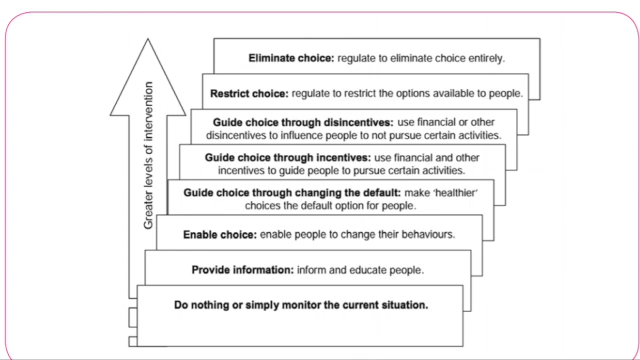 Eliminate choice: regulate to eliminate choice entirely.
Restrict choice: regulate to restrict the options available to people.
Guide choice through disincentives: use financial or other
disincentives to influence people to not pursue certain activities.
Guide choice through incentives: use financial and other
incentives to guide people to pursue certain activities.
Guide choice through changing the default: make ‘healthier’
choices the default option for people.
Enable choice: enable people to change their behaviours.
Provide information: inform and educate people.
Do nothing or simply monitor the current situation.
Greater levels of intervention